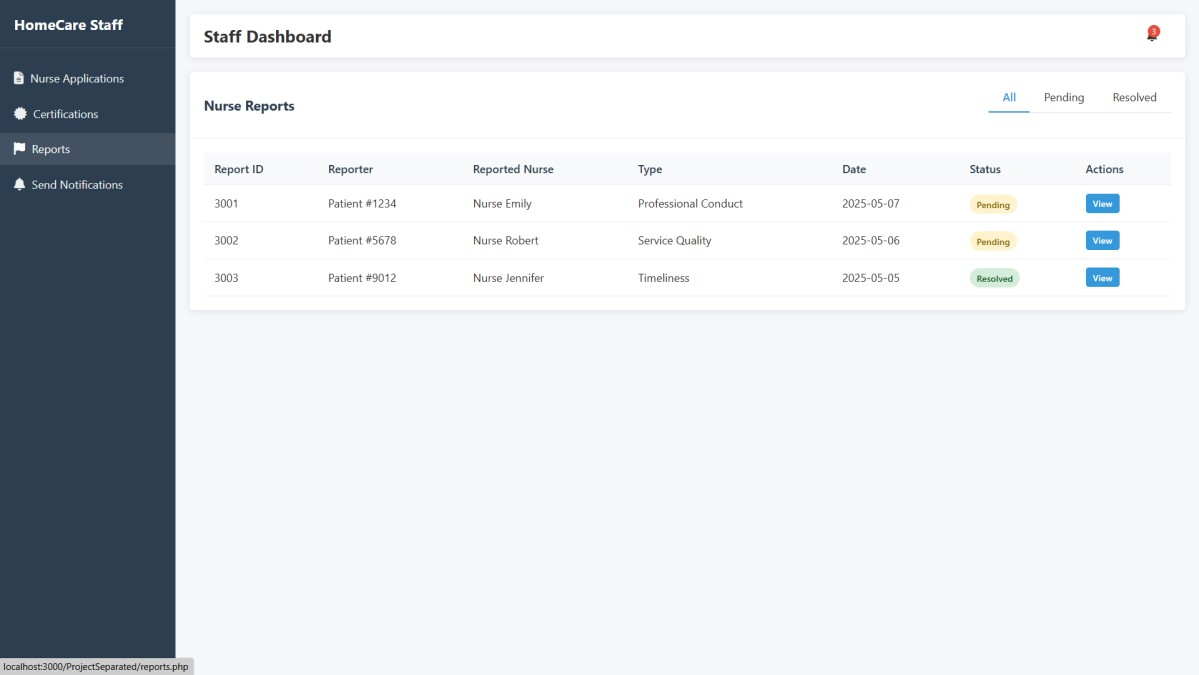 HomeCare Staff
Nurse Applications
Certifications
Reports
Send Notifications
Staff Dashboard
3
Nurse Reports
All Pending Resolved
Report ID Reporter Reported Nurse Type Date Status Actions
3001 Patient #1234 Nurse Emily Professional Conduct 2025-05-07 Pending View
3002 Patient #5678 Nurse Robert Service Quality 2025-05-06 Pending View
3003 Patient #9012 Nurse Jennifer Timeliness 2025-05-05 Resolved View
localhost:3000/ProjectSeparated/reports.php